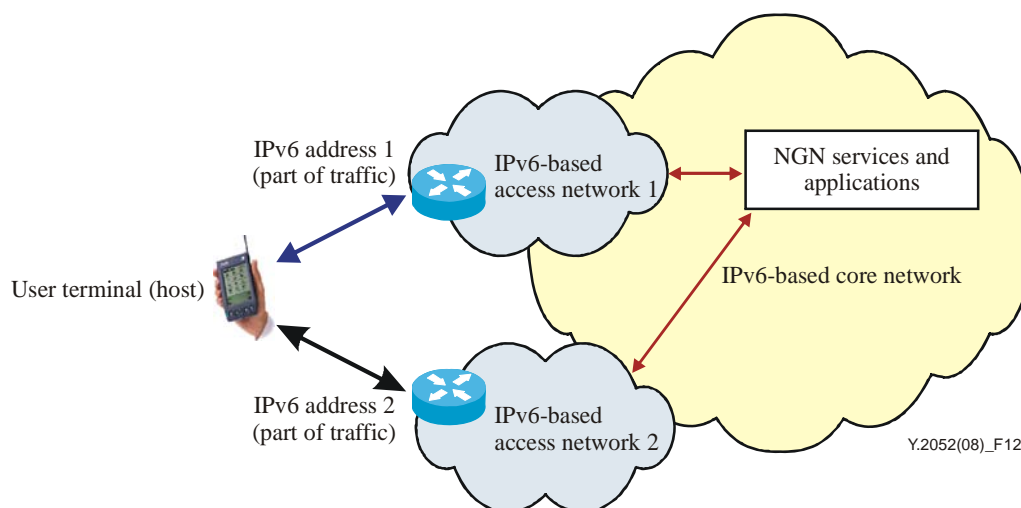 IPv6 address 1
(part of traffic)
IPv6-based
access network 1
NGN services and
applications
User terminal (host)
IPv6-based core network
IPv6 address 2
(part of traffic)
IPv6-based
access network 2
Y.2052(08)_F12